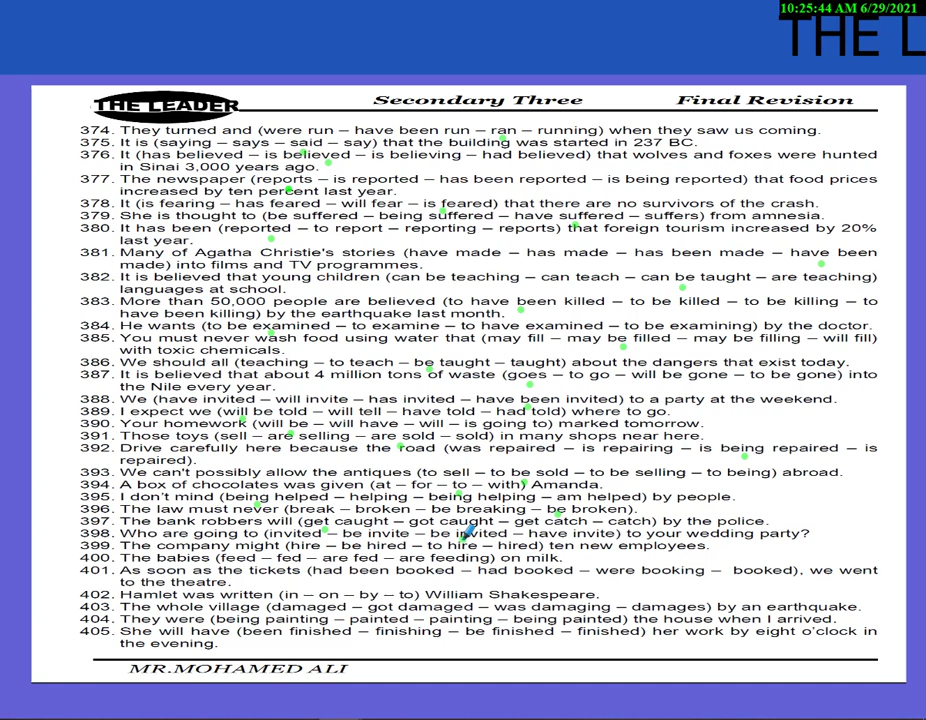 10:25:44 AM 6/29/2021
THE L
THE LEADER Secondary Three Final Revision
374. They turned and (were run – have been run – ran – running) when they saw us coming.
375. It is (saying – says – said – say) that the building was started in 237 BC.
376. It (has believed – is believed – is believing – had believed) that wolves and foxes were hunted
in Sinai 3,000 years ago.
377. The newspaper (reports – is reported – has been reported – is being reported) that food prices
increased by ten percent last year.
378. It (is fearing – has feared – will fear – is feared) that there are no survivors of the crash.
379. She is thought to (be suffered – being suffered – have suffered – suffers) from amnesia.
380. It has been (reported – to report – reporting – reports) that foreign tourism increased by 20%
last year.
381. Many of Agatha Christie's stories (have made – has made – has been made – have been
made) into films and TV programmes.
382. It is believed that young children (can be teaching – can teach – can be taught – are teaching)
languages at school.
383. More than 50,000 people are believed (to have been killed – to be killed – to be killing – to
have been killing) by the earthquake last month.
384. He wants (to be examined – to examine – to have examined – to be examining) by the doctor.
385. You must never wash food using water that (may fill – may be filled – may be filling – will fill)
with toxic chemicals.
386. We should all (teaching – to teach – be taught – taught) about the dangers that exist today.
387. It is believed that about 4 million tons of waste (goes – to go – will be gone – to be gone) into
the Nile every year.
388. We (have invited – will invite – has invited – have been invited) to a party at the weekend.
389. I expect we (will be told – will tell – have told – had told) where to go.
390. Your homework (will be – will have – will – is going to) marked tomorrow.
391. Those toys (sell – are selling – are sold – sold) in many shops near here.
392. Drive carefully here because the road (was repaired – is repairing – is being repaired – is
repaired).
393. We can't possibly allow the antiques (to sell – to be sold – to be selling – to being) abroad.
394. A box of chocolates was given (at – for – to – with) Amanda.
395. I don't mind (being helped – helping – being helping – am helped) by people.
396. The law must never (break – broken – be breaking – be broken).
397. The bank robbers will (get caught – got caught – get catch – catch) by the police.
398. Who are going to (invited – be invite – be invited – have invite) to your wedding party?
399. The company might (hire – be hired – to hire – hired) ten new employees.
400. The babies (feed – fed – are fed – are feeding) on milk.
401. As soon as the tickets (had been booked – had booked – were booking – booked), we went
to the theatre.
402. Hamlet was written (in – on – by – to) William Shakespeare.
403. The whole village (damaged – got damaged – was damaging – damages) by an earthquake.
404. They were (being painting – painted – painting – being painted) the house when I arrived.
405. She will have (been finished – finishing – be finished – finished) her work by eight o'clock in
the evening.
MR.MOHAMED ALI